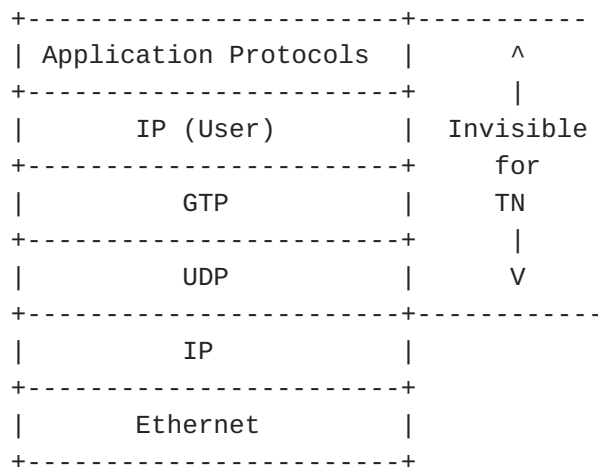 +------------------------+-----------
| Application Protocols  |      ^
+------------------------+      |
|       IP (User)        |  Invisible
+------------------------+     for
|          GTP           |     TN
+------------------------+      |
|          UDP           |      V
+------------------------+------------
|          IP            |
+------------------------+
|       Ethernet         |
+------------------------+